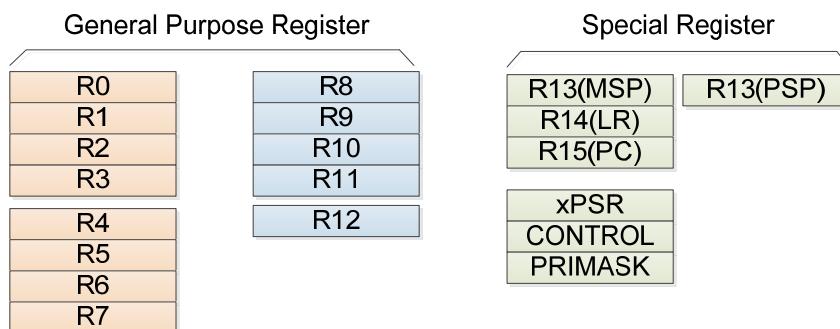 General Purpose Register
R0
R1
R2
R3
R4
R5
R6
R7
R8
R9
R10
R11
R12
Special Register
R13(MSP)
R13(PSP)
R14(LR)
R15(PC)
xPSR
CONTROL
PRIMASK